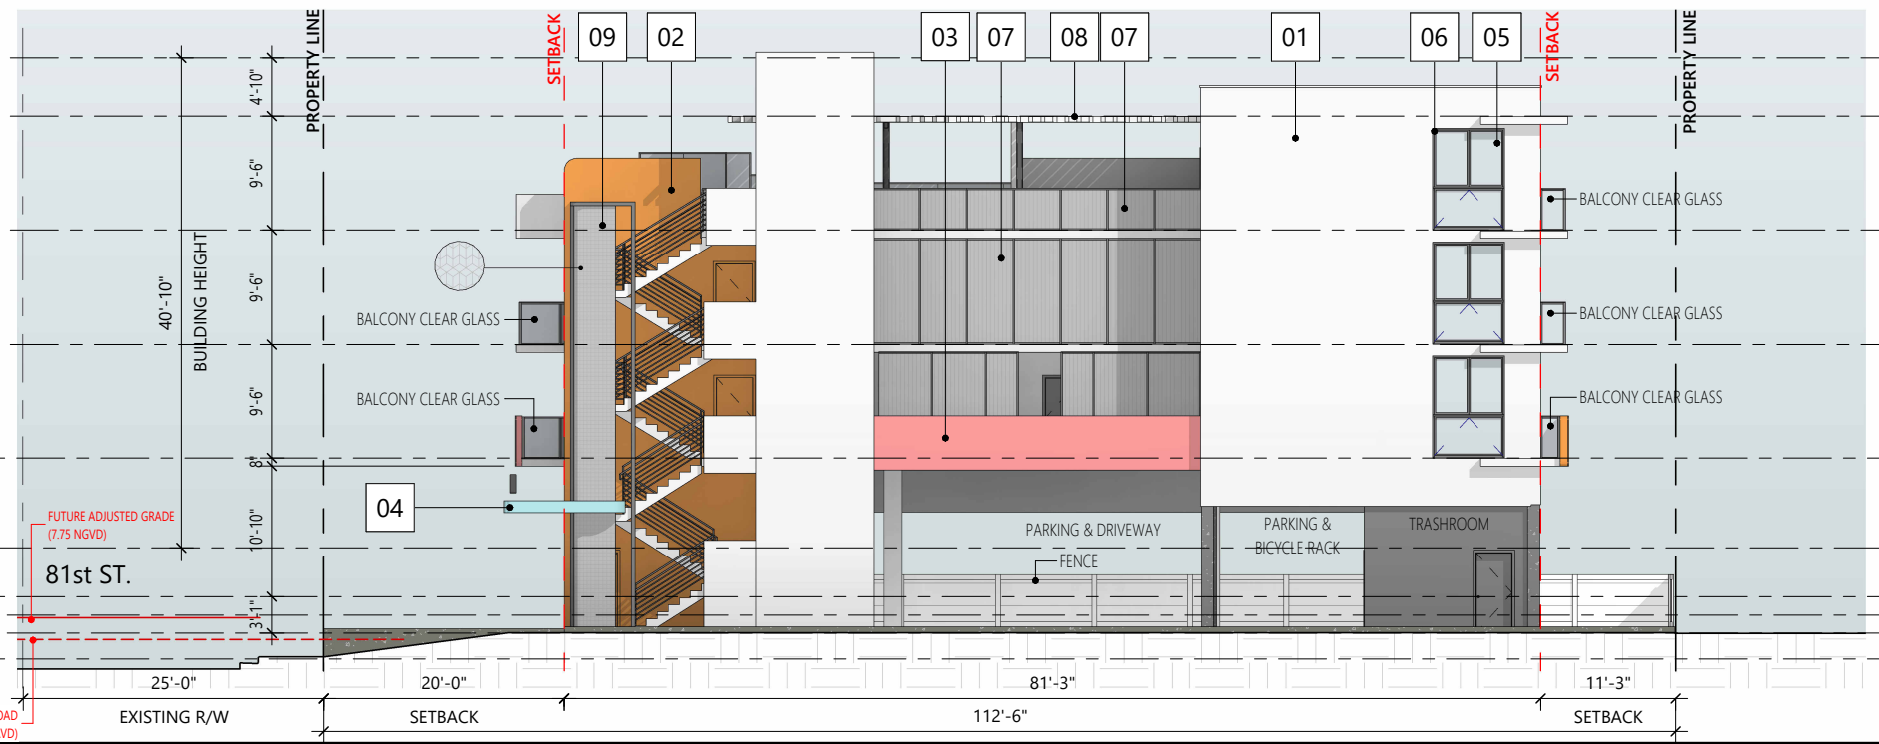 PROPERTY LINE
SETBACK
09
02
03
07
08
07
01
06
05
SETBACK
PROPERTY LINE
4'-10"
9'-6"
9'-6"
9'-6"
8"
10'-10"
3'-1"
40'-10"
BUILDING HEIGHT
BALCONY CLEAR GLASS
BALCONY CLEAR GLASS
BALCONY CLEAR GLASS
BALCONY CLEAR GLASS
BALCONY CLEAR GLASS
04
FUTURE ADJUSTED GRADE
(7.75 NGVD)
81st ST.
PARKING & DRIVEWAY
FENCE
PARKING &
BICYCLE RACK
TRASHROOM
25'-0"
20'-0"
81'-3"
11'-3"
EXISTING R/W
SETBACK
112'-6"
SETBACK